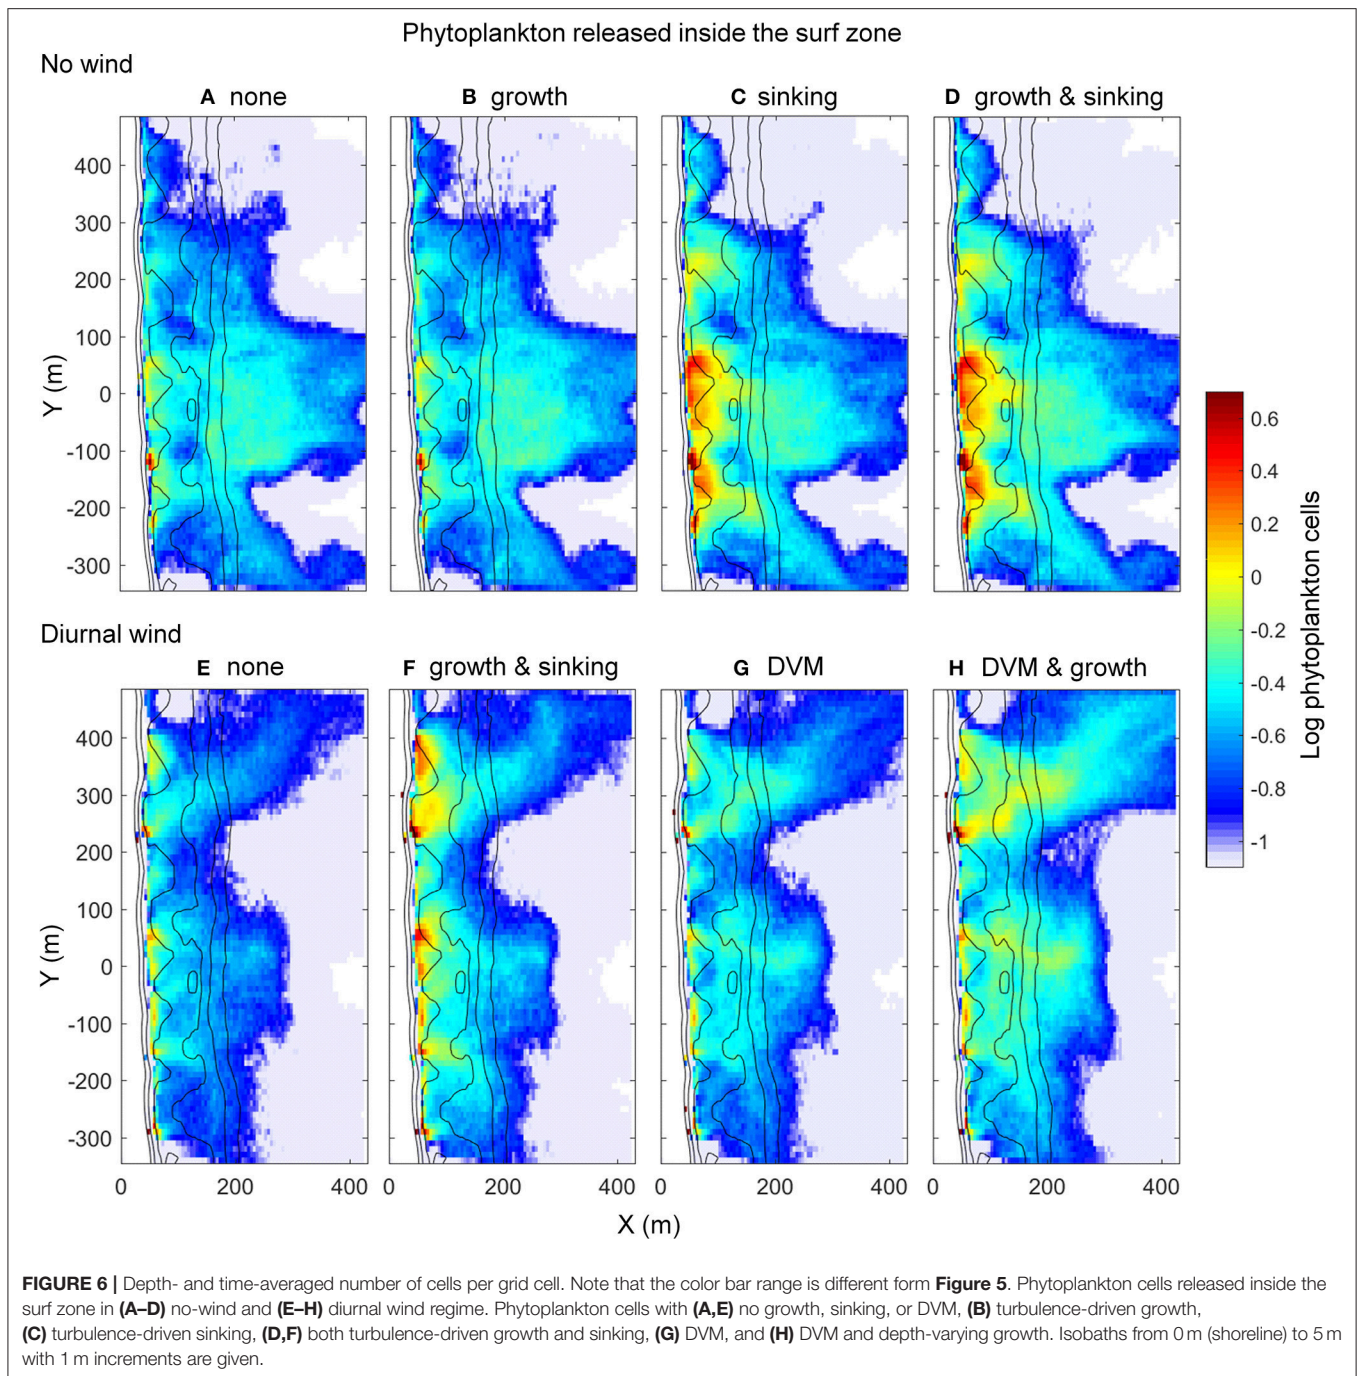 Phytoplankton released inside the surf zone
No wind
A none
B growth
C sinking
D growth & sinking
400
300
200
100
0
-100
-200
-300
Y (m)
Diurnal wind
E none
F growth & sinking
G DVM
H DVM & growth
400
300
200
100
0
-100
-200
-300
Y (m)
0 200 400
0 200 400
0 200 400
0 200 400
X (m)
0.6
0.4
0.2
0
-0.2
-0.4
-0.6
-0.8
-1
Log phytoplankton cells
FIGURE 6 | Depth- and time-averaged number of cells per grid cell. Note that the color bar range is different form Figure 5. Phytoplankton cells released inside the
surf zone in (A–D) no-wind and (E–H) diurnal wind regime. Phytoplankton cells with (A,E) no growth, sinking, or DVM, (B) turbulence-driven growth,
(C) turbulence-driven sinking, (D,F) both turbulence-driven growth and sinking, (G) DVM, and (H) DVM and depth-varying growth. Isobaths from 0 m (shoreline) to 5 m
with 1 m increments are given.